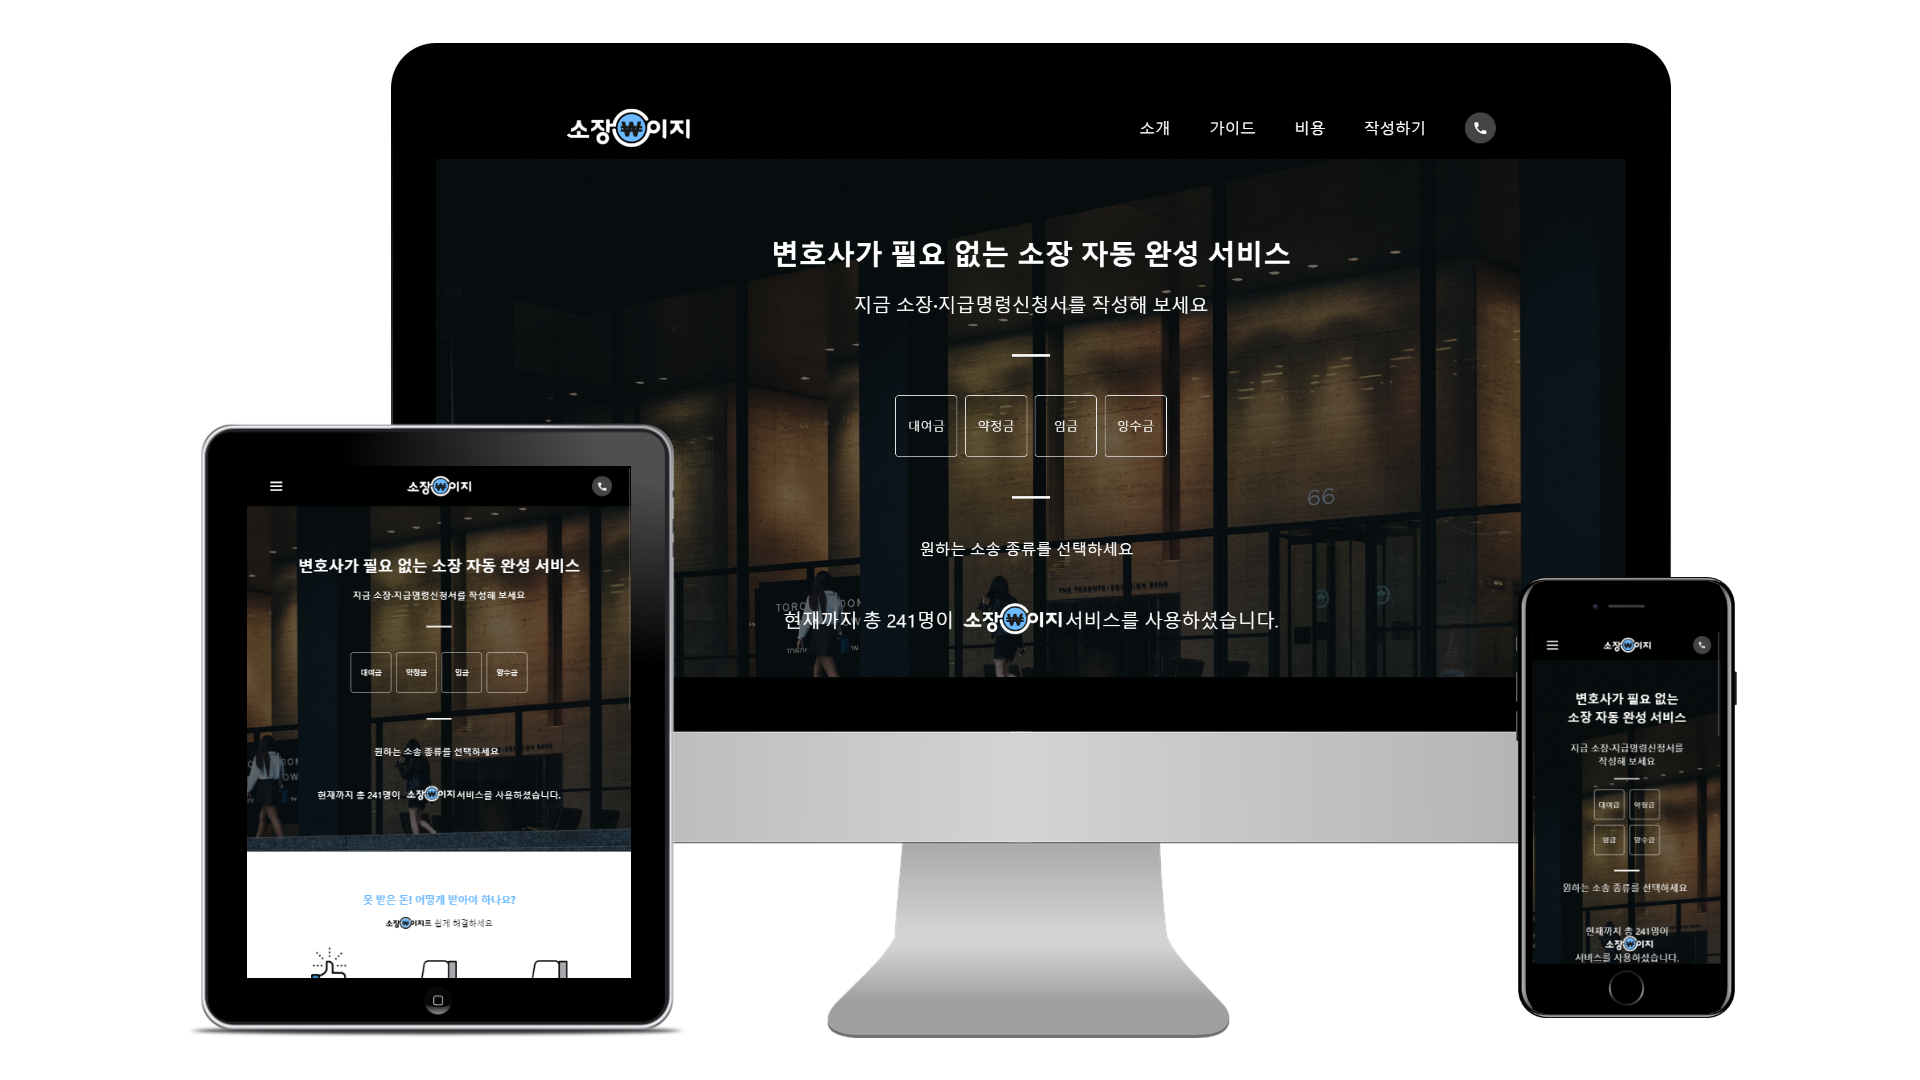 소장₩이지
소개 가이드 비용 작성하기
변호사가 필요 없는 소장 자동 완성 서비스
지금 소장·지급명령신청서를 작성해 보세요
대여금 약정금 임금 양수금
66
원하는 소송 종류를 선택하세요
THE TORONTO-DOMINION BANK
현재까지 총 241명이 소장₩이지 서비스를 사용하셨습니다.
소장₩이지
변호사가 필요 없는 소장 자동 완성 서비스
지금 소장·지급명령신청서를 작성해 보세요
대여금 약정금 임금 양수금
원하는 소송 종류를 선택하세요
현재까지 총 241명이 소장₩이지 서비스를 사용하셨습니다.
못 받은 돈! 어떻게 받아야 하나요?
소장₩이지로 쉽게 해결하세요
소장₩이지
변호사가 필요 없는
소장 자동 완성 서비스
지금 소장·지급명령신청서를
작성해 보세요
대여금 약정금
임금 양수금
원하는 소송 종류를 선택하세요
현재까지 총 241명이
소장₩이지
서비스를 사용하셨습니다.